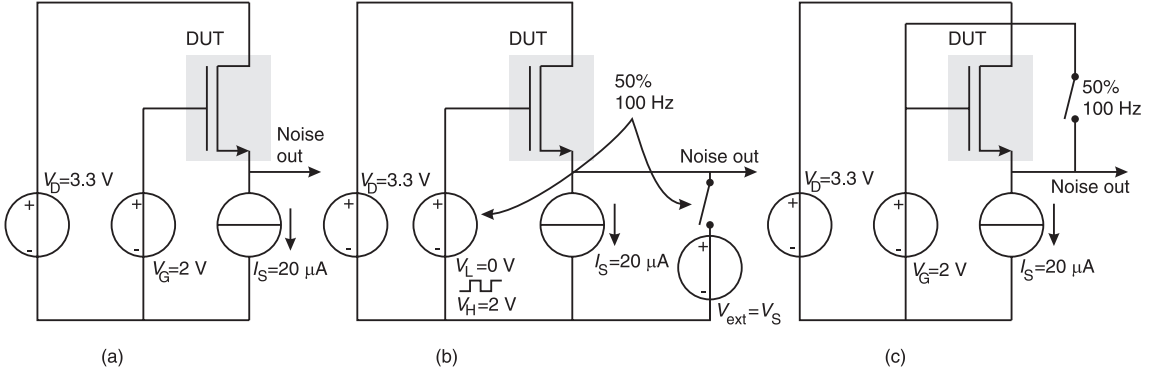 DUT
Noise
out
V_D=3.3 V
+
-
+
-
V_G=2 V
I_S=20 µA
(a)
DUT
50%
100 Hz
Noise out
V_D=3.3 V
+
-
+
-
V_L=0 V
V_H=2 V
I_S=20 µA
+
-
V_ext=V_S
(b)
DUT
50%
100 Hz
Noise out
V_D=3.3 V
+
-
+
-
V_G=2 V
I_S=20 µA
(c)